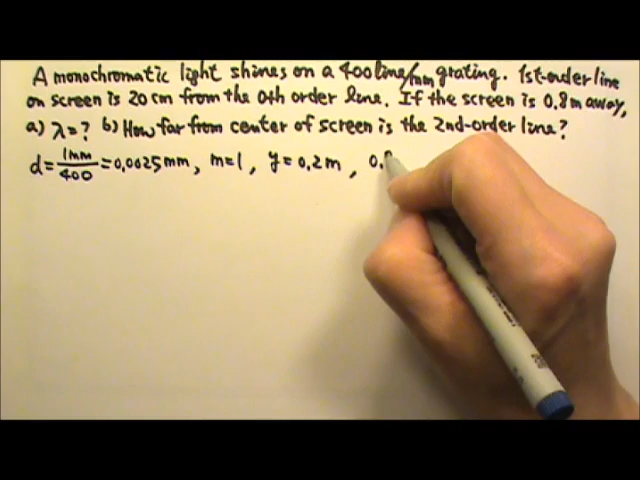 A monochromatic light shines on a 400 line/mm grating. 1st-order line
on screen is 20 cm from the 0th order line. If the screen is 0.8 m away,
a) λ=? b) How far from center of screen is the 2nd-order line?
d = 1mm/400 = 0.0025 mm, m=1, y = 0.2 m, 0.